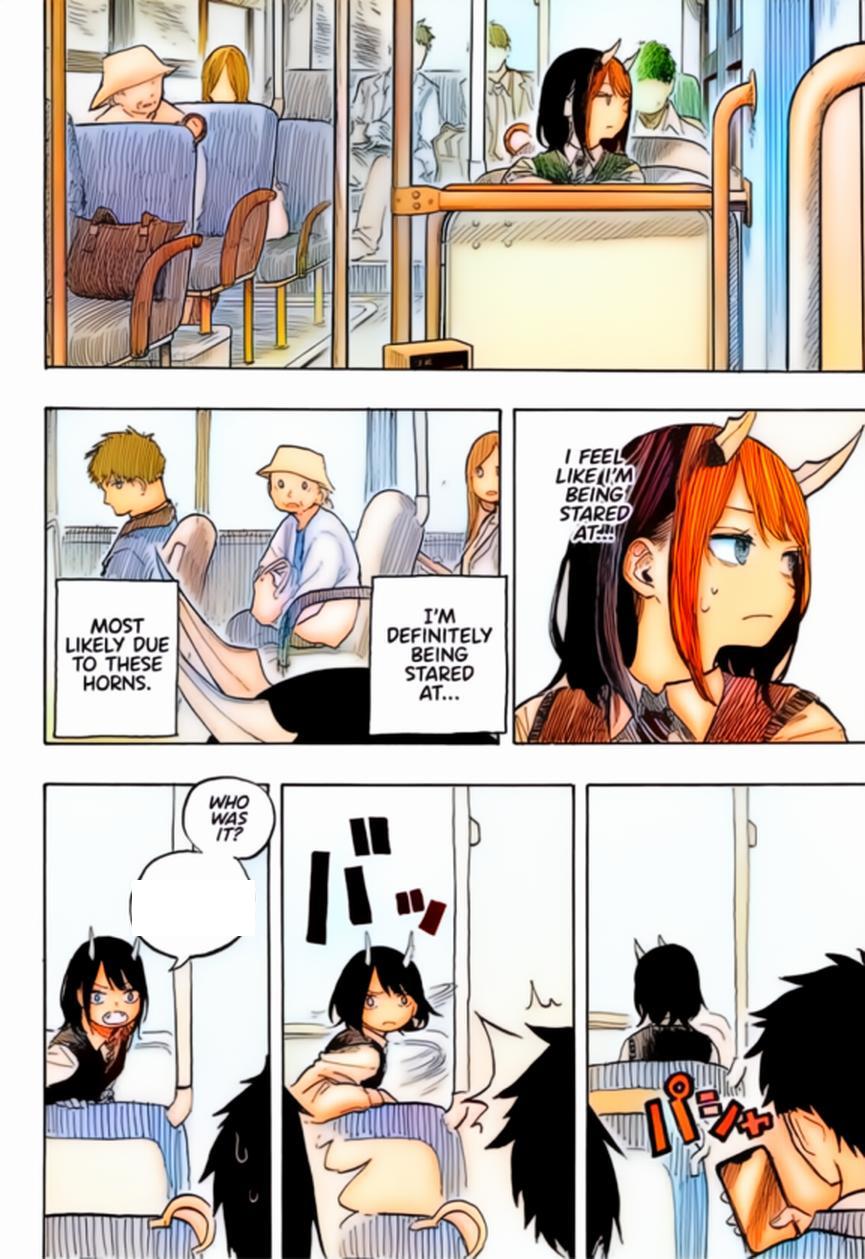 I FEEL
LIKE I'M
BEING
STARED
AT...
I'M
DEFINITELY
BEING
STARED
AT...
MOST
LIKELY DUE
TO THESE
HORNS.
パシャ
バッ
WHO
WAS
IT?